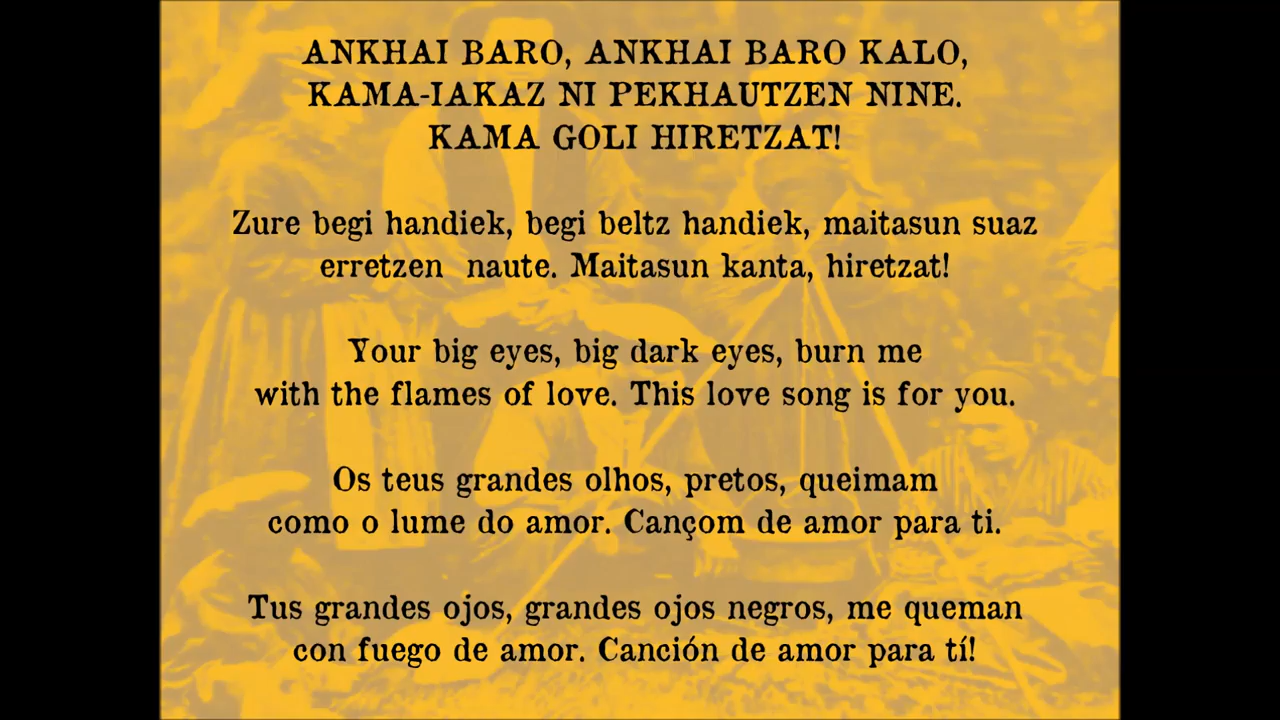 ANKHAI BARO, ANKHAI BARO KALO,
KAMA-IAKAZ NI PEKHAUTZEN NINE.
KAMA GOLI HIRETZAT!
Zure begi handiek, begi beltz handiek, maitasun suaz
erretzen naute. Maitasun kanta, hiretzat!
Your big eyes, big dark eyes, burn me
with the flames of love. This love song is for you.
Os teus grandes olhos, pretos, queimam
como o lume do amor. Cançom de amor para ti.
Tus grandes ojos, grandes ojos negros, me queman
con fuego de amor. Canción de amor para tí!